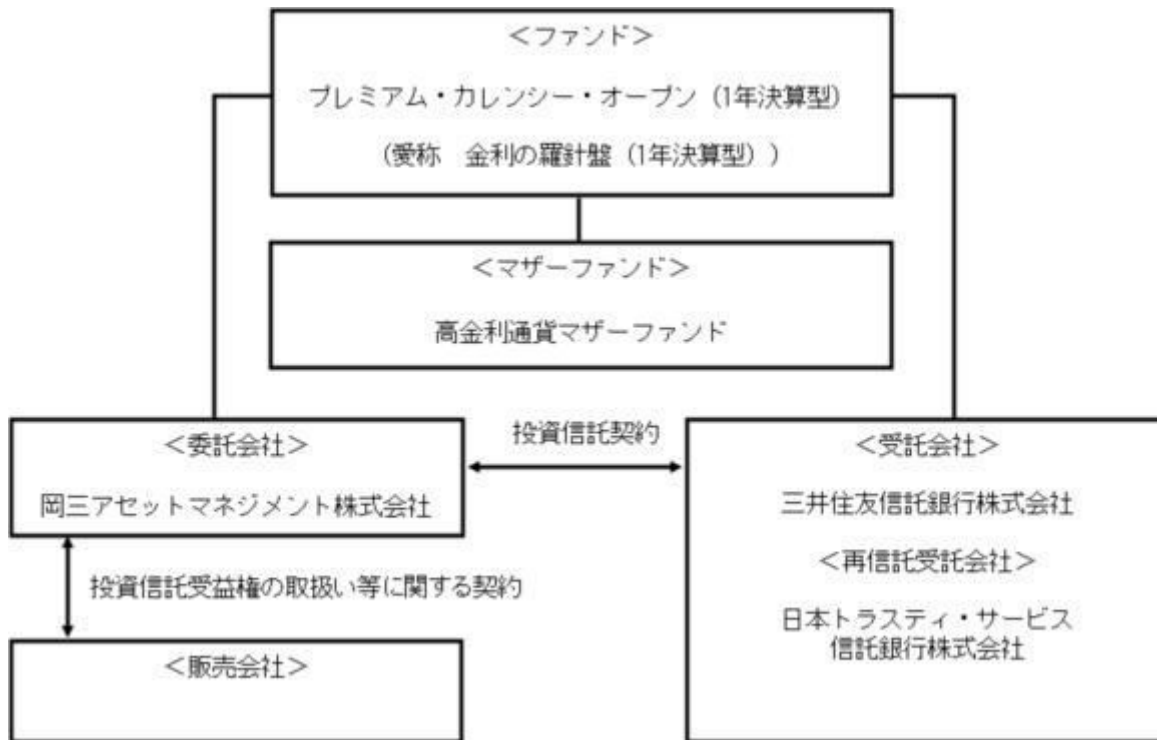 ＜ファンド＞
プレミアム・カレンシー・オープン（1年決算型）
（愛称　金利の羅針盤（1年決算型））
＜マザーファンド＞
高金利通貨マザーファンド
＜委託会社＞
岡三アセットマネジメント株式会社
投資信託契約
＜受託会社＞
三井住友信託銀行株式会社
＜再信託受託会社＞
日本トラスティ・サービス
信託銀行株式会社
投資信託受益権の取扱い等に関する契約
＜販売会社＞